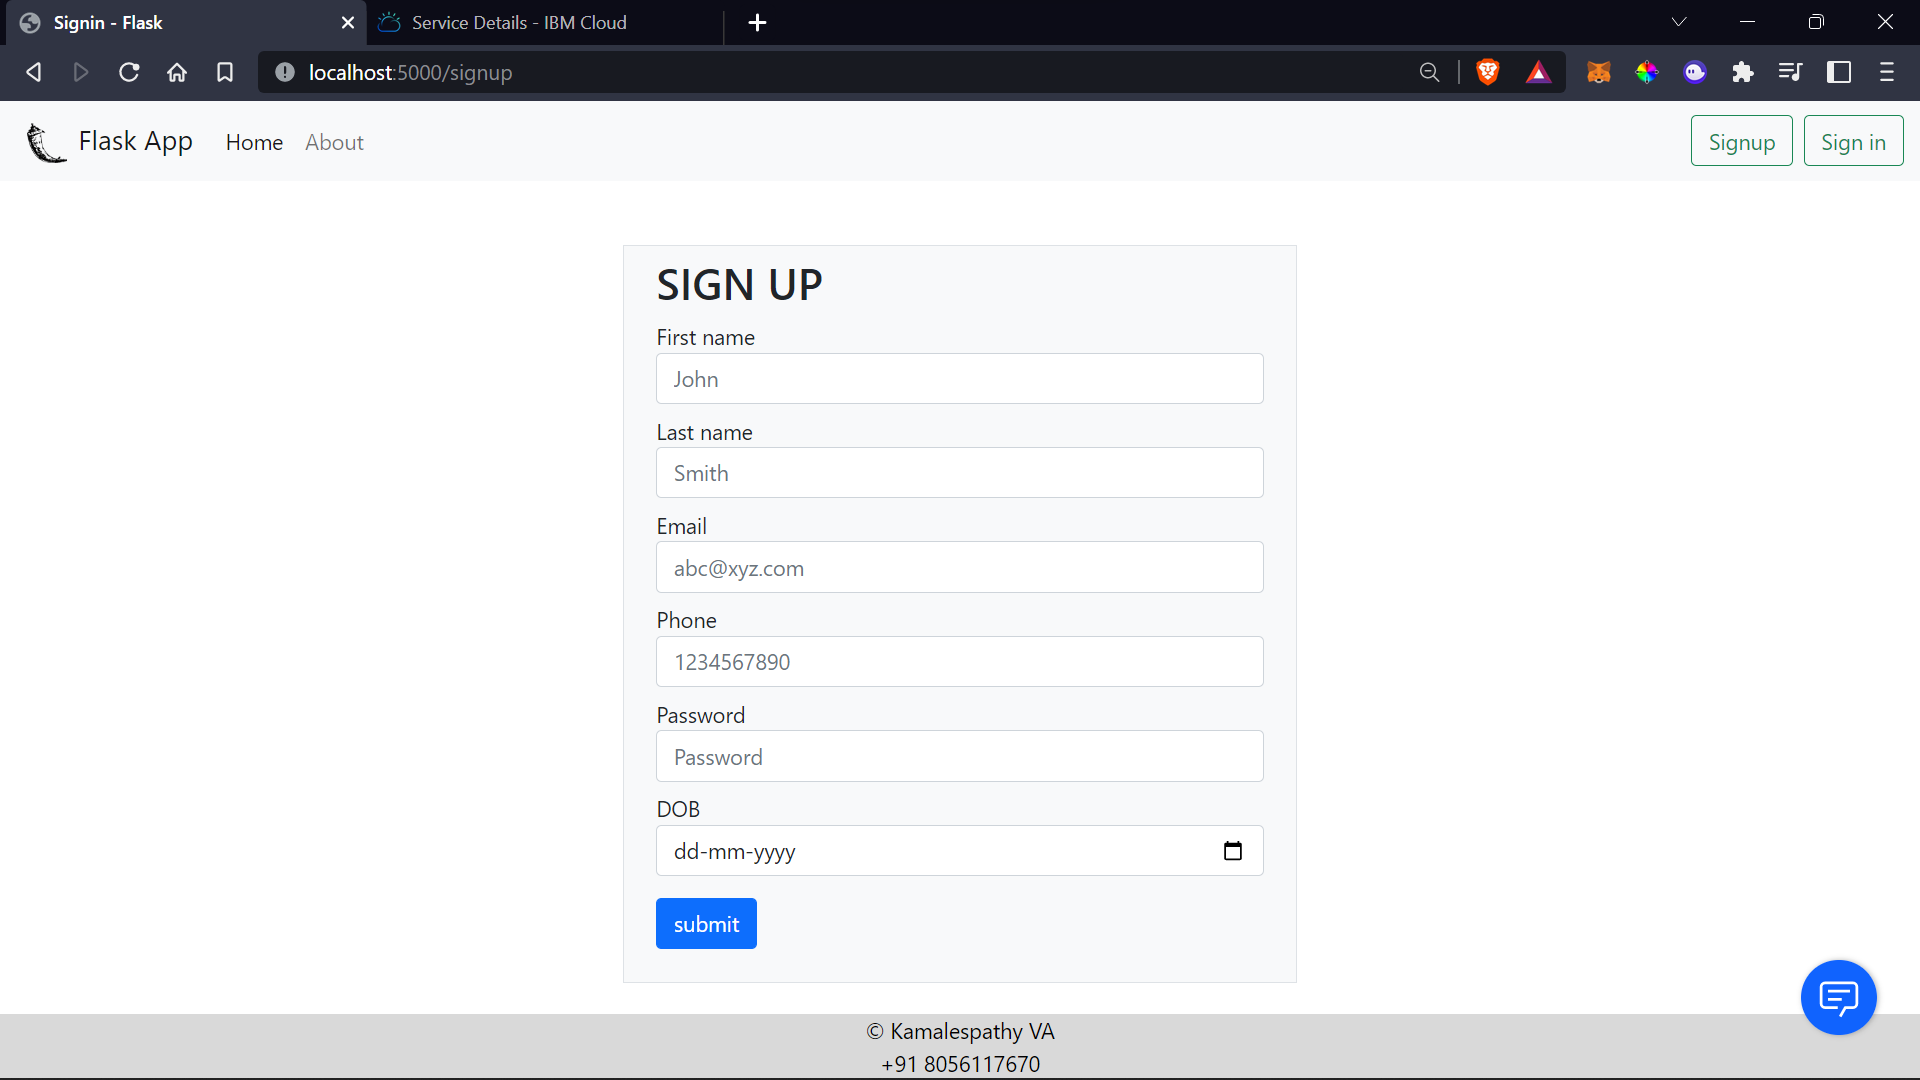 Signin - Flask
Service Details - IBM Cloud
localhost:5000/signup
Flask App
Home
About
Signup
Sign in
SIGN UP
First name
John
Last name
Smith
Email
abc@xyz.com
Phone
1234567890
Password
Password
DOB
dd-mm-yyyy
submit
© Kamalespathy VA
+91 8056117670